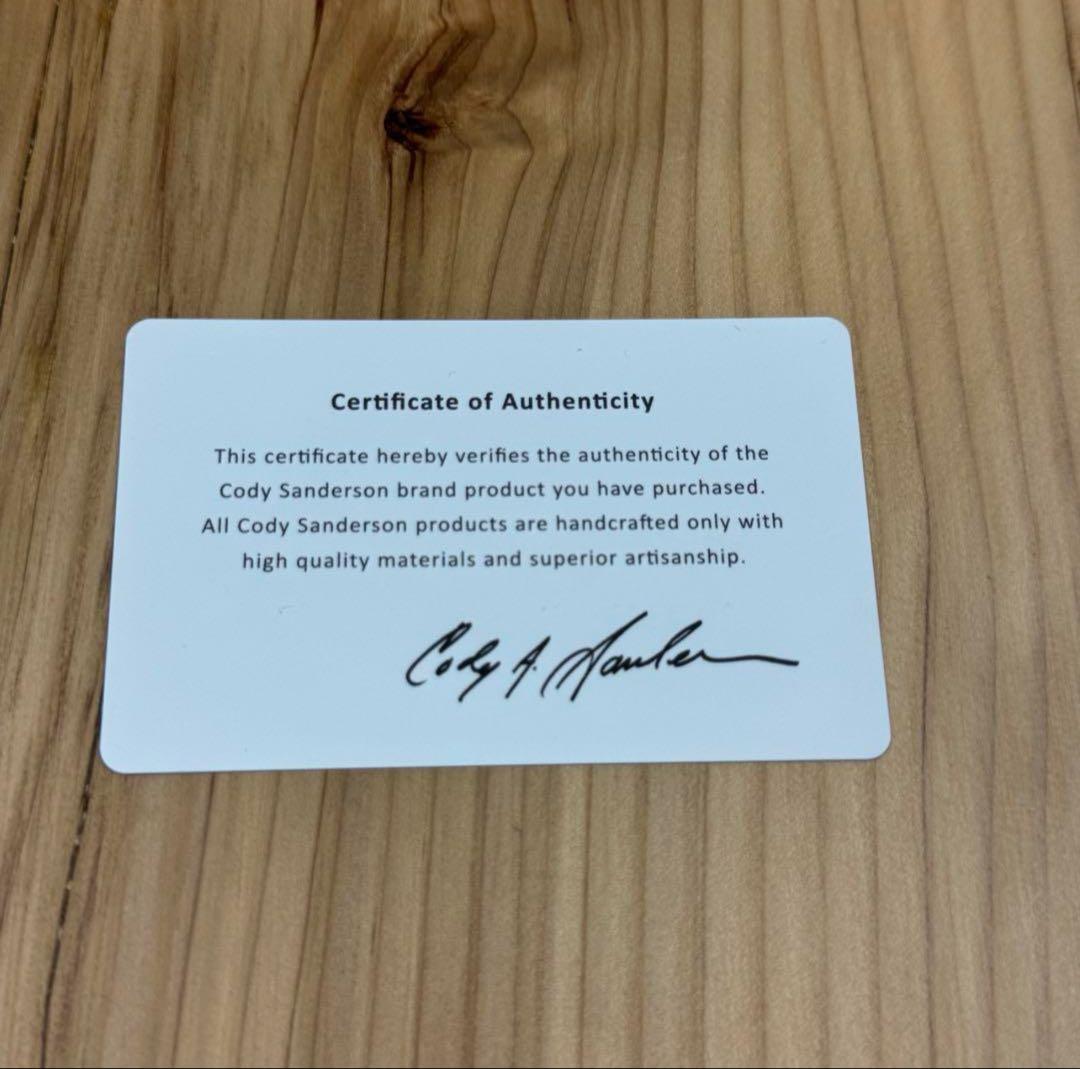 Certificate of Authenticity
This certificate hereby verifies the authenticity of the
Cody Sanderson brand product you have purchased.
All Cody Sanderson products are handcrafted only with
high quality materials and superior artisanship.
Cody A. Sanderson